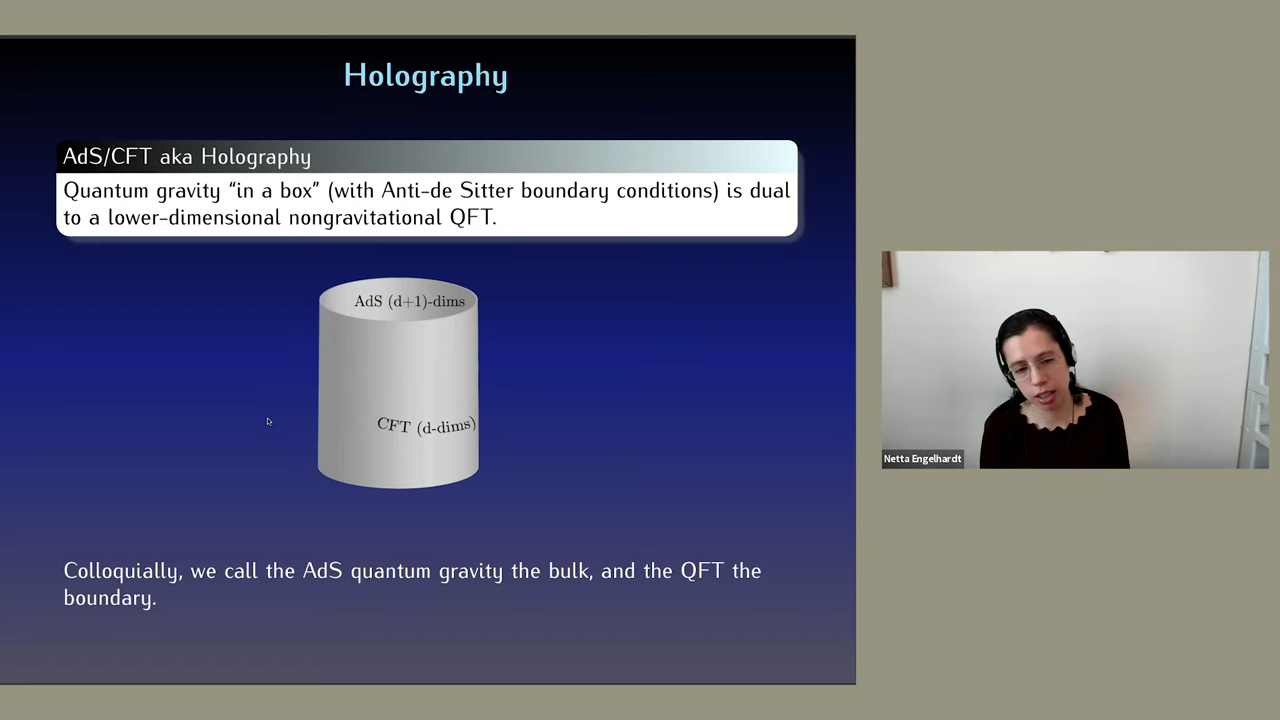 Holography
AdS/CFT aka Holography
Quantum gravity “in a box” (with Anti-de Sitter boundary conditions) is dual
to a lower-dimensional nongravitational QFT.
AdS (d+1)-dims
CFT (d-dims)
Netta Engelhardt
Colloquially, we call the AdS quantum gravity the bulk, and the QFT the
boundary.